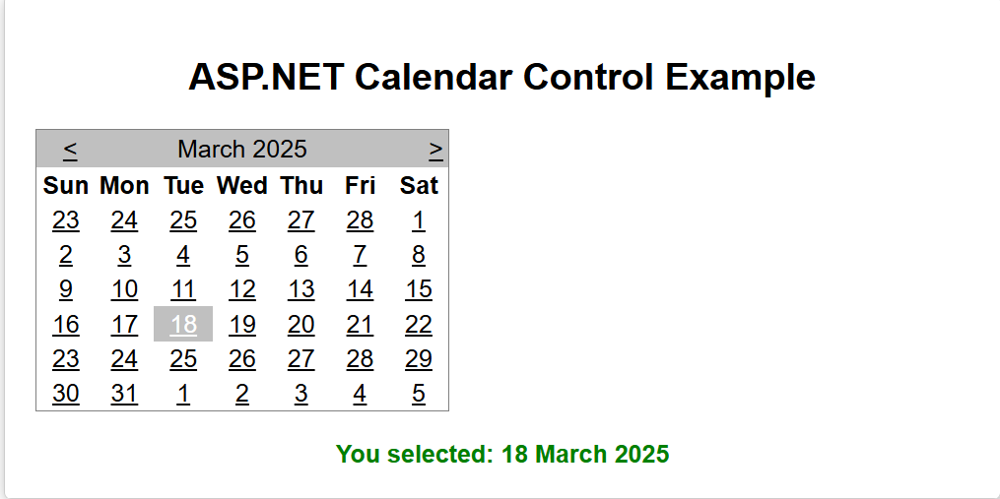 ASP.NET Calendar Control Example
< March 2025 >
Sun Mon Tue Wed Thu Fri Sat
23 24 25 26 27 28 1
2 3 4 5 6 7 8
9 10 11 12 13 14 15
16 17 18 19 20 21 22
23 24 25 26 27 28 29
30 31 1 2 3 4 5
You selected: 18 March 2025